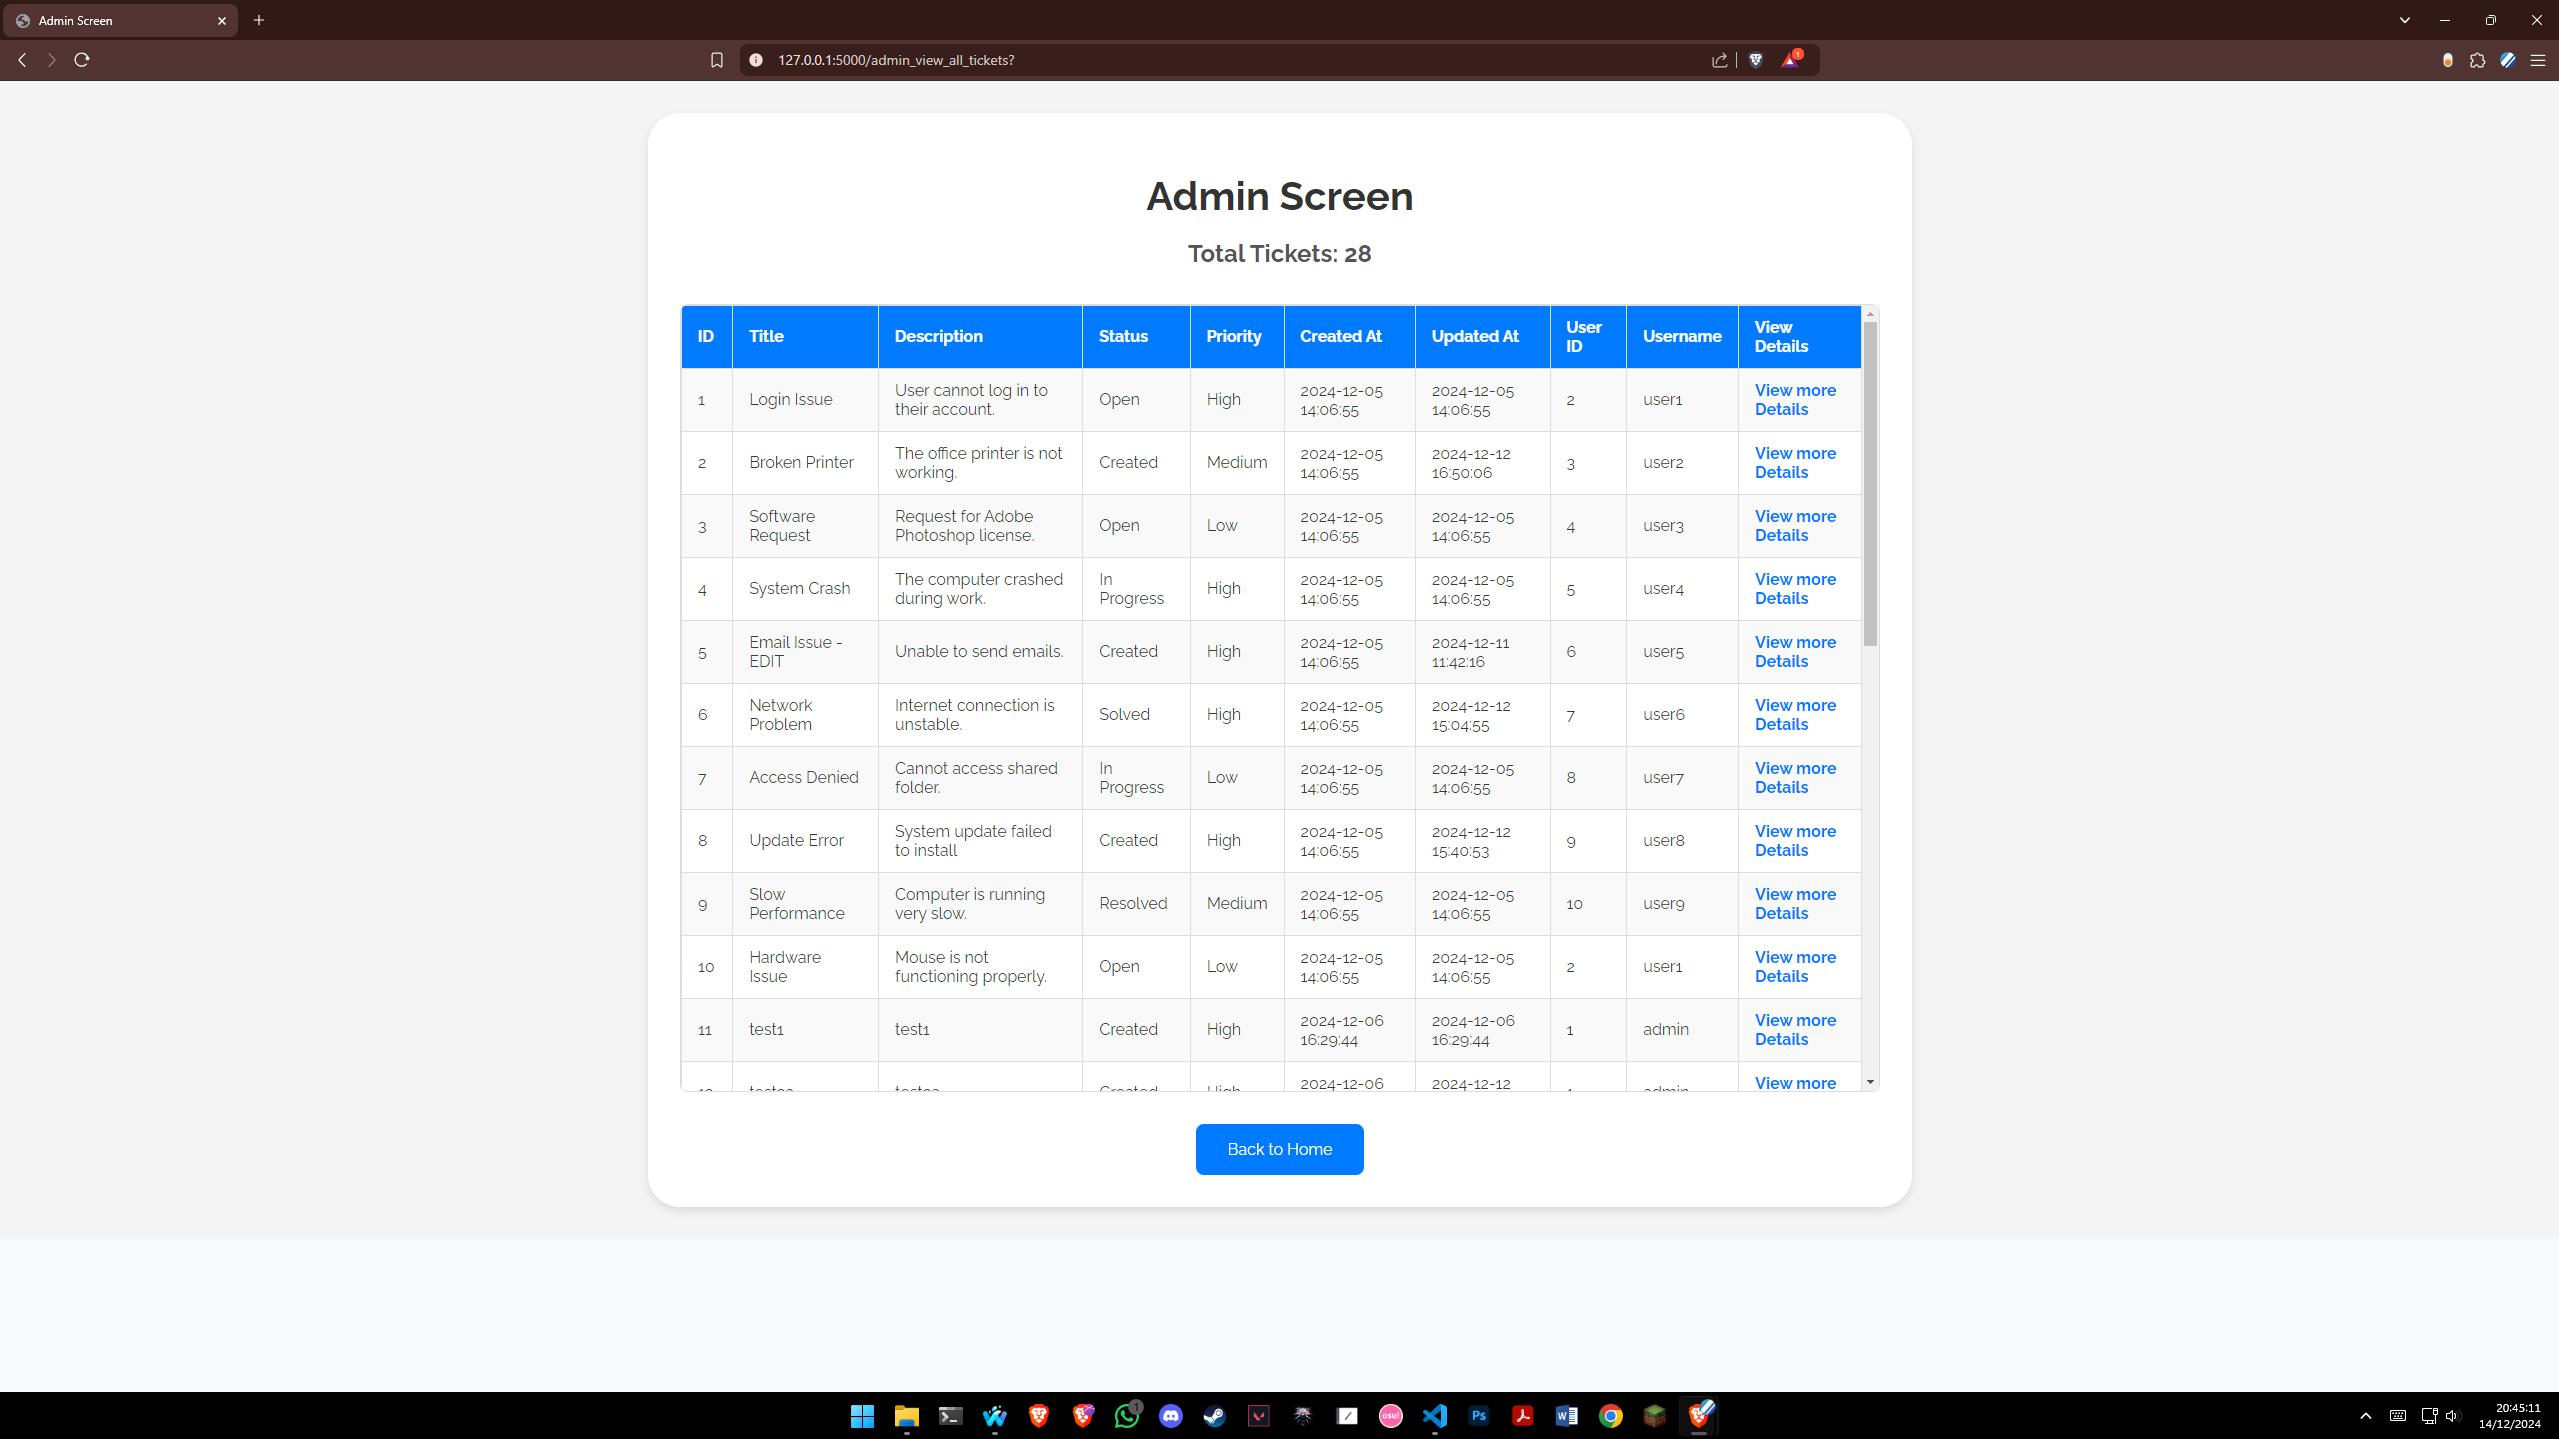 Admin Screen
127.0.0.1:5000/admin_view_all_tickets?
1
Admin Screen
Total Tickets: 28
ID Title Description Status Priority Created At Updated At User ID Username View Details
1 Login Issue User cannot log in to their account. Open High 2024-12-05 14:06:55 2024-12-05 14:06:55 2 user1 View more Details
2 Broken Printer The office printer is not working. Created Medium 2024-12-05 14:06:55 2024-12-12 16:50:06 3 user2 View more Details
3 Software Request Request for Adobe Photoshop license. Open Low 2024-12-05 14:06:55 2024-12-05 14:06:55 4 user3 View more Details
4 System Crash The computer crashed during work. In Progress High 2024-12-05 14:06:55 2024-12-05 14:06:55 5 user4 View more Details
5 Email Issue - EDIT Unable to send emails. Created High 2024-12-05 14:06:55 2024-12-11 11:42:16 6 user5 View more Details
6 Network Problem Internet connection is unstable. Solved High 2024-12-05 14:06:55 2024-12-12 15:04:55 7 user6 View more Details
7 Access Denied Cannot access shared folder. In Progress Low 2024-12-05 14:06:55 2024-12-05 14:06:55 8 user7 View more Details
8 Update Error System update failed to install Created High 2024-12-05 14:06:55 2024-12-12 15:40:53 9 user8 View more Details
9 Slow Performance Computer is running very slow. Resolved Medium 2024-12-05 14:06:55 2024-12-05 14:06:55 10 user9 View more Details
10 Hardware Issue Mouse is not functioning properly. Open Low 2024-12-05 14:06:55 2024-12-05 14:06:55 2 user1 View more Details
11 test1 test1 Created High 2024-12-06 16:29:44 2024-12-06 16:29:44 1 admin View more Details
Created High 2024-12-06 2024-12-12 admin View more
Back to Home
1
osu!
Ps
20:45:11
14/12/2024